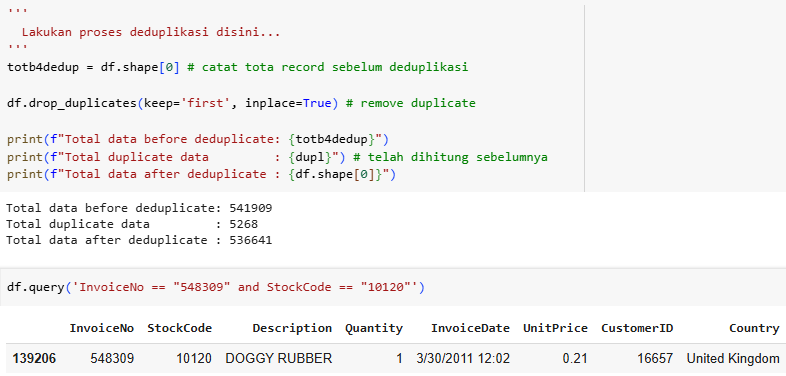 '''
  Lakukan proses deduplikasi disini...
'''
totb4dedup = df.shape[0] # catat tota record sebelum deduplikasi
df.drop_duplicates(keep='first', inplace=True) # remove duplicate
print(f"Total data before deduplicate: {totb4dedup}")
print(f"Total duplicate data         : {dupl}") # telah dihitung sebelumnya
print(f"Total data after deduplicate : {df.shape[0]}")
Total data before deduplicate: 541909
Total duplicate data         : 5268
Total data after deduplicate : 536641
df.query('InvoiceNo == "548309" and StockCode == "10120"')
InvoiceNo StockCode Description Quantity InvoiceDate UnitPrice CustomerID Country
139206 548309 10120 DOGGY RUBBER 1 3/30/2011 12:02 0.21 16657 United Kingdom